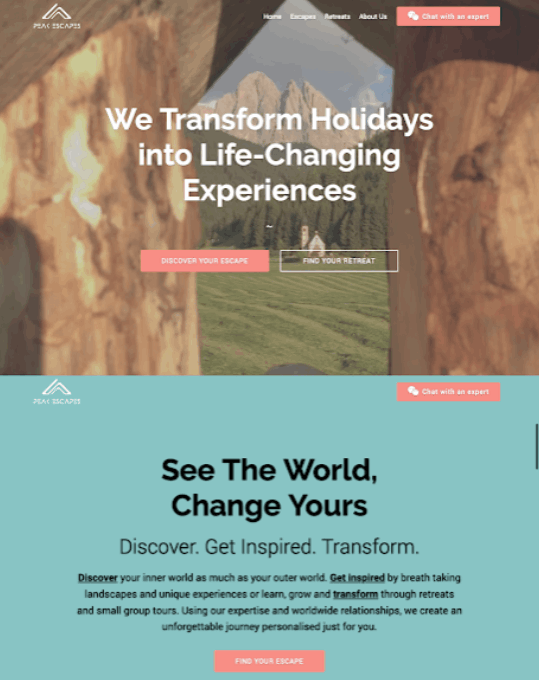 PEAK ESCAPES
Home Escapes Retreats About Us
Chat with an expert
We Transform Holidays
into Life-Changing
Experiences
~
DISCOVER YOUR ESCAPE
FIND YOUR RETREAT
PEAK ESCAPES
Chat with an expert
See The World,
Change Yours
Discover. Get Inspired. Transform.
Discover your inner world as much as your outer world. Get Inspired by breath taking
landscapes and unique experiences or learn, grow and transform through retreats
and small group tours. Using our expertise and worldwide relationships, we create an
unforgettable journey personalised just for you.
FIND YOUR ESCAPE